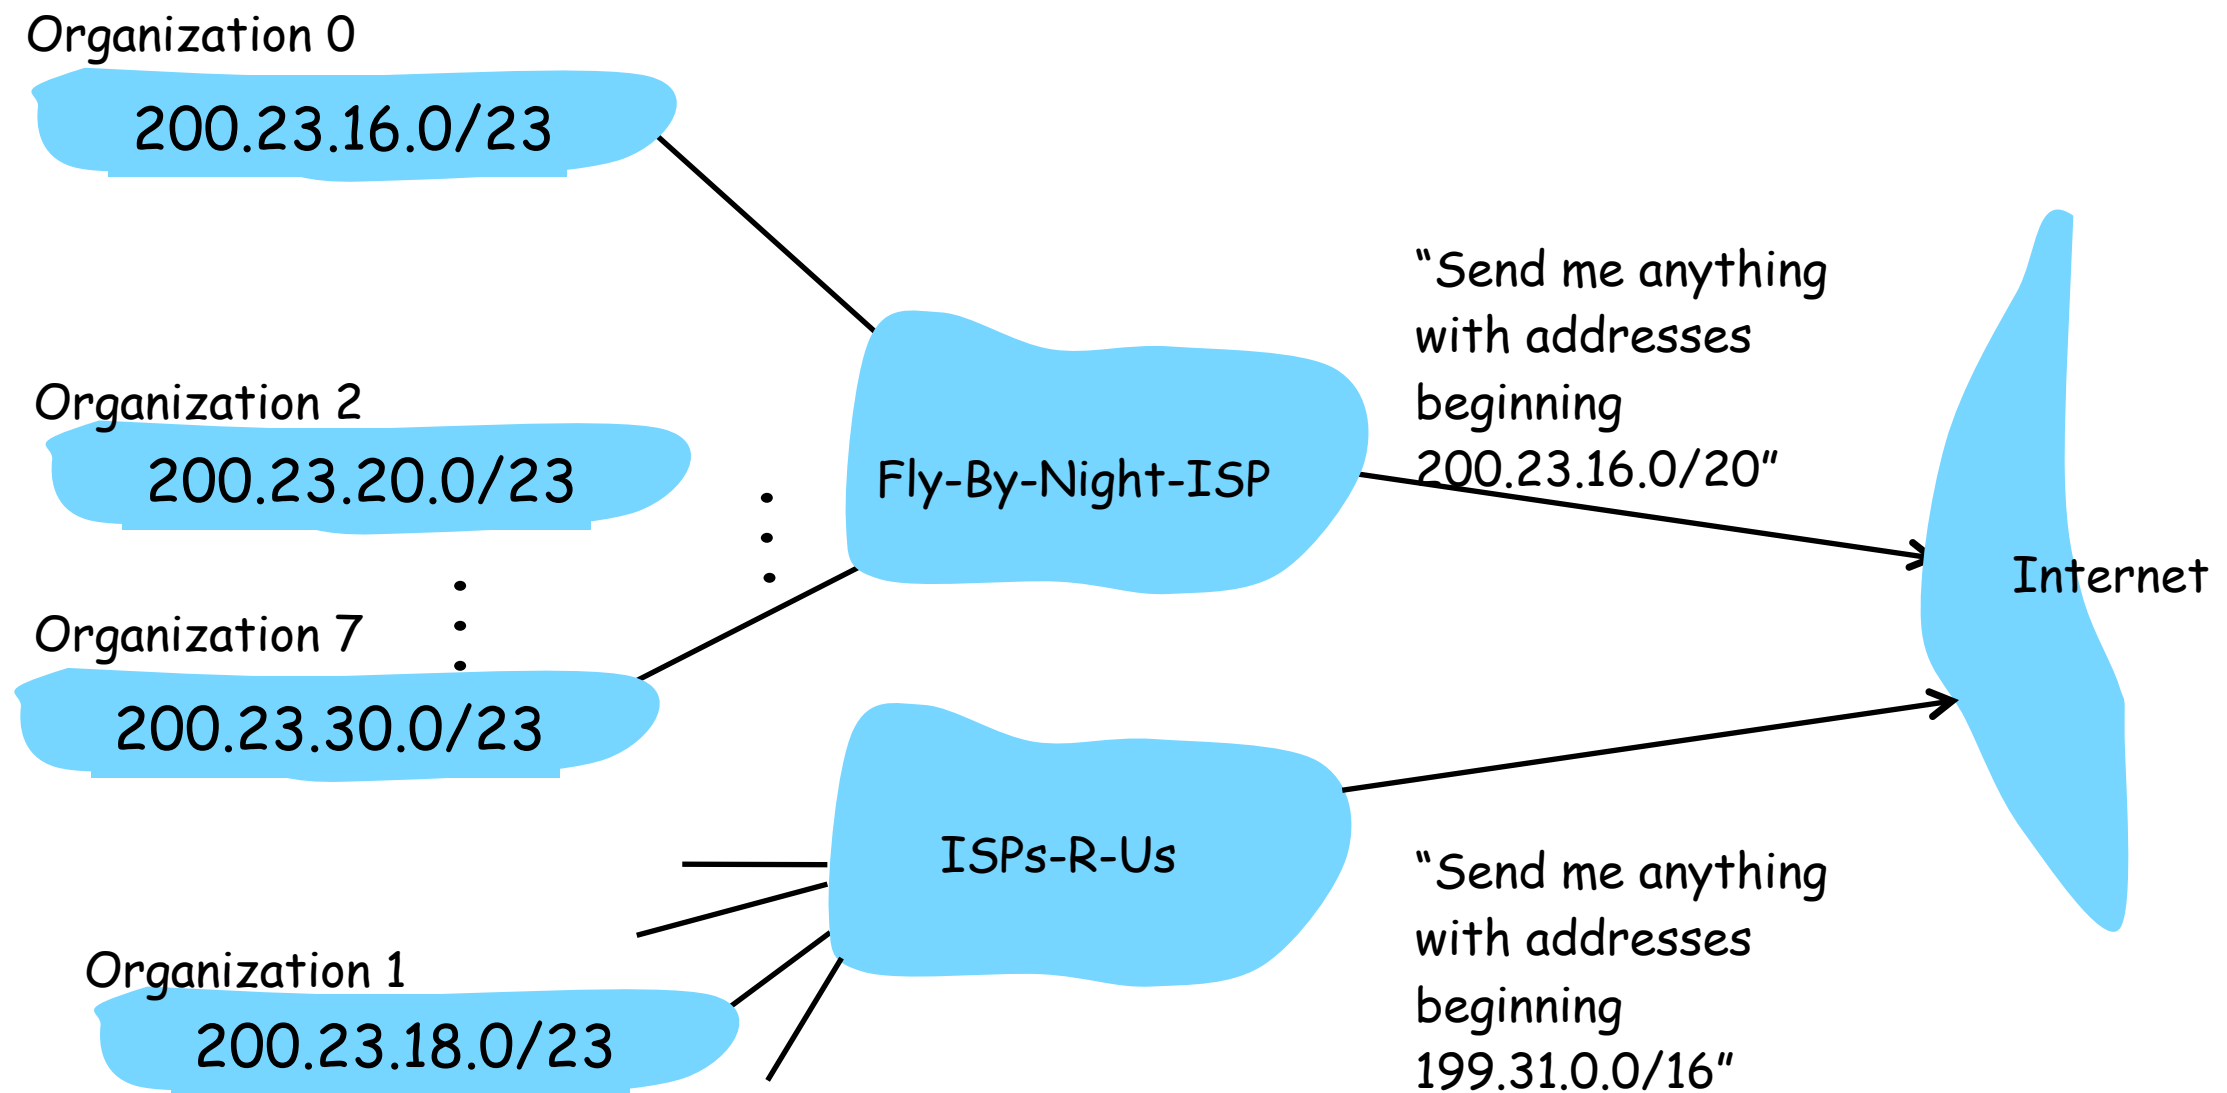 Organization 0
200.23.16.0/23
Organization 2
200.23.20.0/23
Organization 7
200.23.30.0/23
Organization 1
200.23.18.0/23
Fly-By-Night-ISP
ISPs-R-Us
“Send me anything
with addresses
beginning
200.23.16.0/20”
“Send me anything
with addresses
beginning
199.31.0.0/16”
Internet